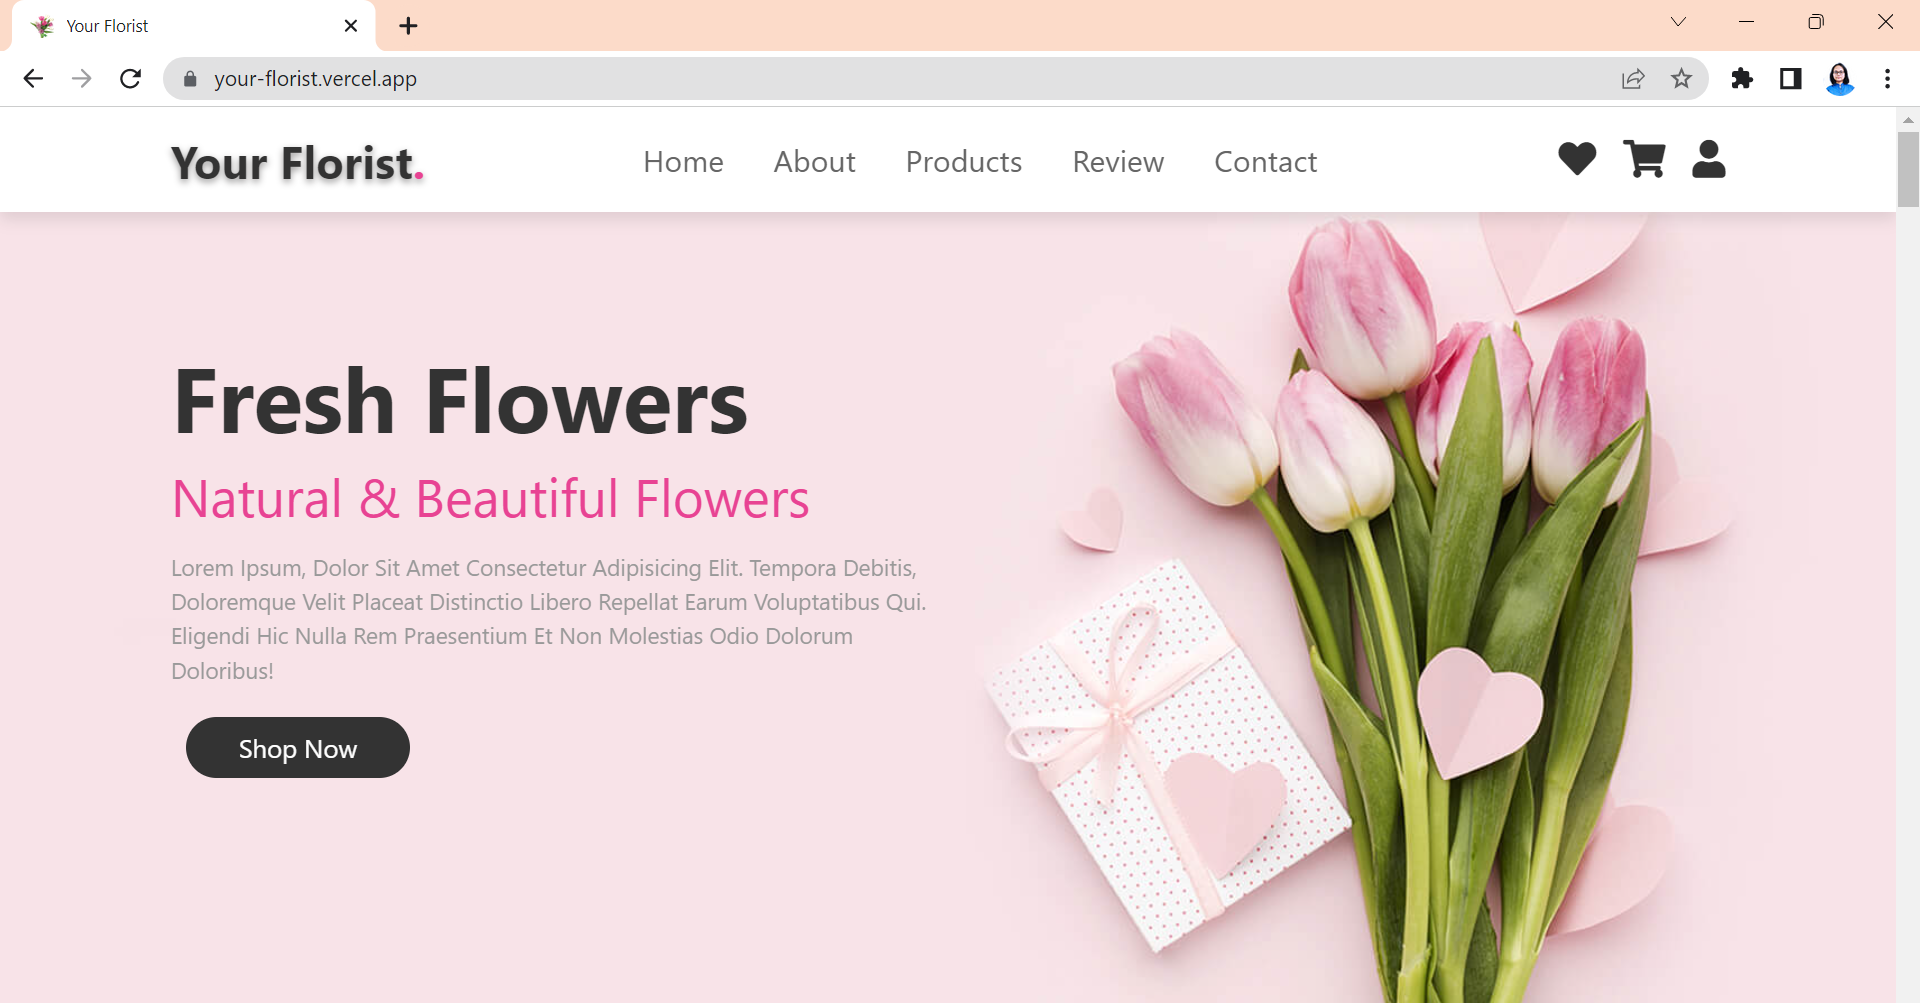 Your Florist
your-florist.vercel.app
Your Florist.
Home About Products Review Contact
Fresh Flowers
Natural & Beautiful Flowers
Lorem Ipsum, Dolor Sit Amet Consectetur Adipisicing Elit. Tempora Debitis,
Doloremque Velit Placeat Distinctio Libero Repellat Earum Voluptatibus Qui.
Eligendi Hic Nulla Rem Praesentium Et Non Molestias Odio Dolorum
Doloribus!
Shop Now